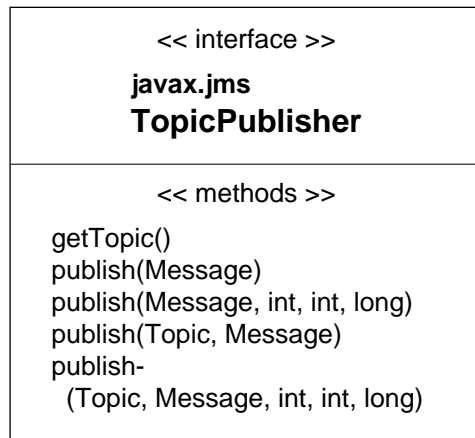 << interface >>
javax.jms
TopicPublisher
<< methods >>
getTopic()
publish(Message)
publish(Message, int, int, long)
publish(Topic, Message)
publish-
(Topic, Message, int, int, long)